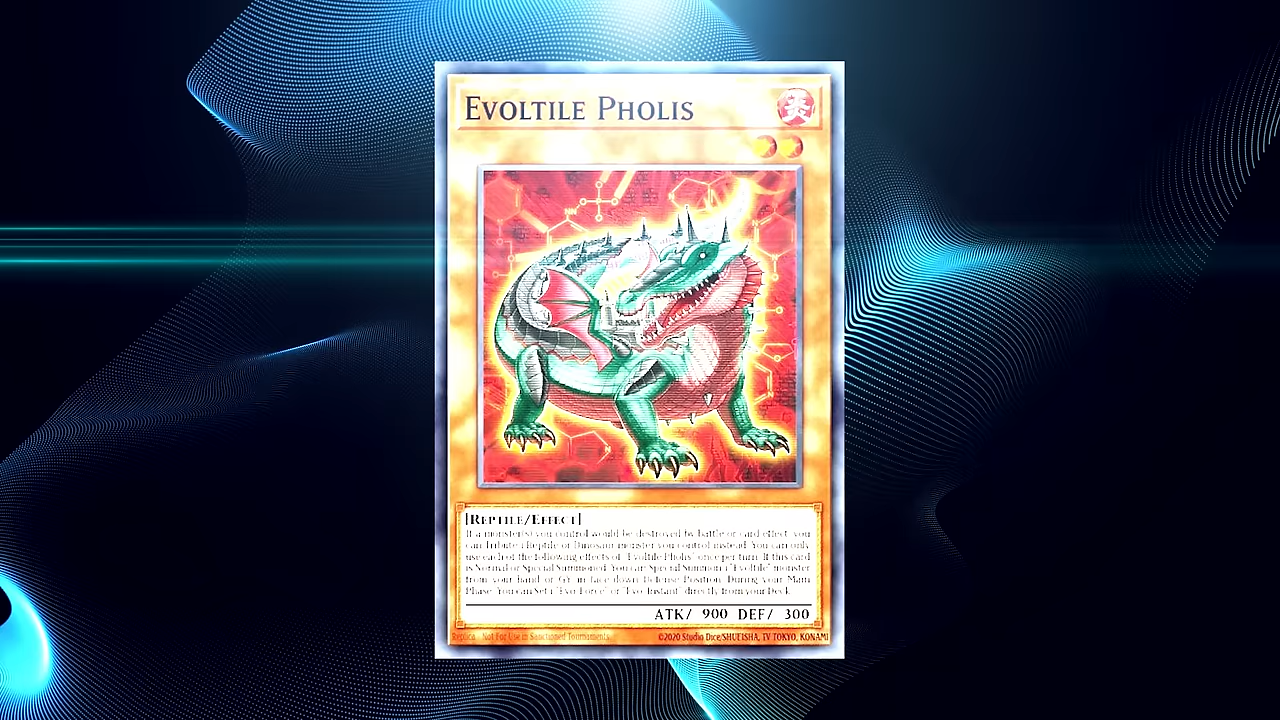 EVOLTILE PHOLIS
炎
[REPTILE/EFFECT]
If a monster(s) you control would be destroyed by battle or card effect, you
can Tribute 1 Reptile or Dinosaur monster you control instead. You can only
use each of the following effects of "Evoltile Pholis" once per turn. If this card
is Normal or Special Summoned: You can Special Summon 1 "Evoltile" monster
from your hand or GY in face-down Defense Position. During your Main
Phase: You can Set 1 "Evo-Force" or "Evo-Instant" directly from your Deck.
ATK/ 900 DEF/ 300
Replica - Not For Use in Sanctioned Tournaments
©2020 Studio Dice/SHUEISHA, TV TOKYO, KONAMI